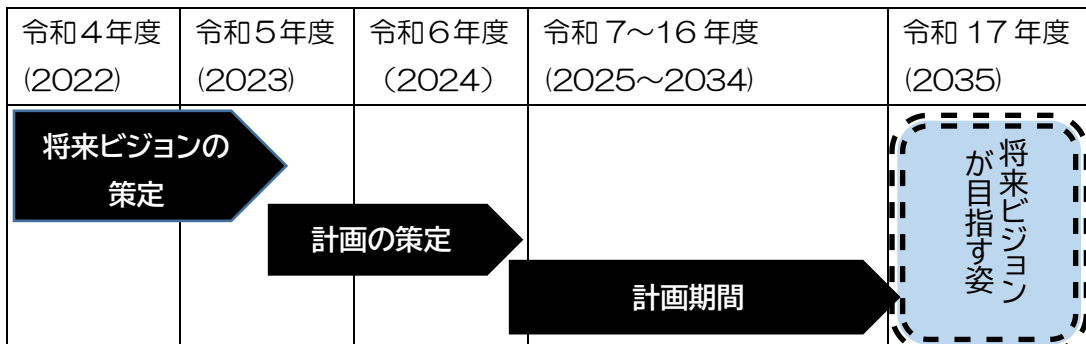 令和４年度
(2022)
令和５年度
(2023)
令和６年度
（2024）
令和 7～16 年度
(2025～2034)
令和 17 年度
(2035)
将来ビジョンの
策定
計画の策定
計画期間
将来ビジョン
が目指す姿